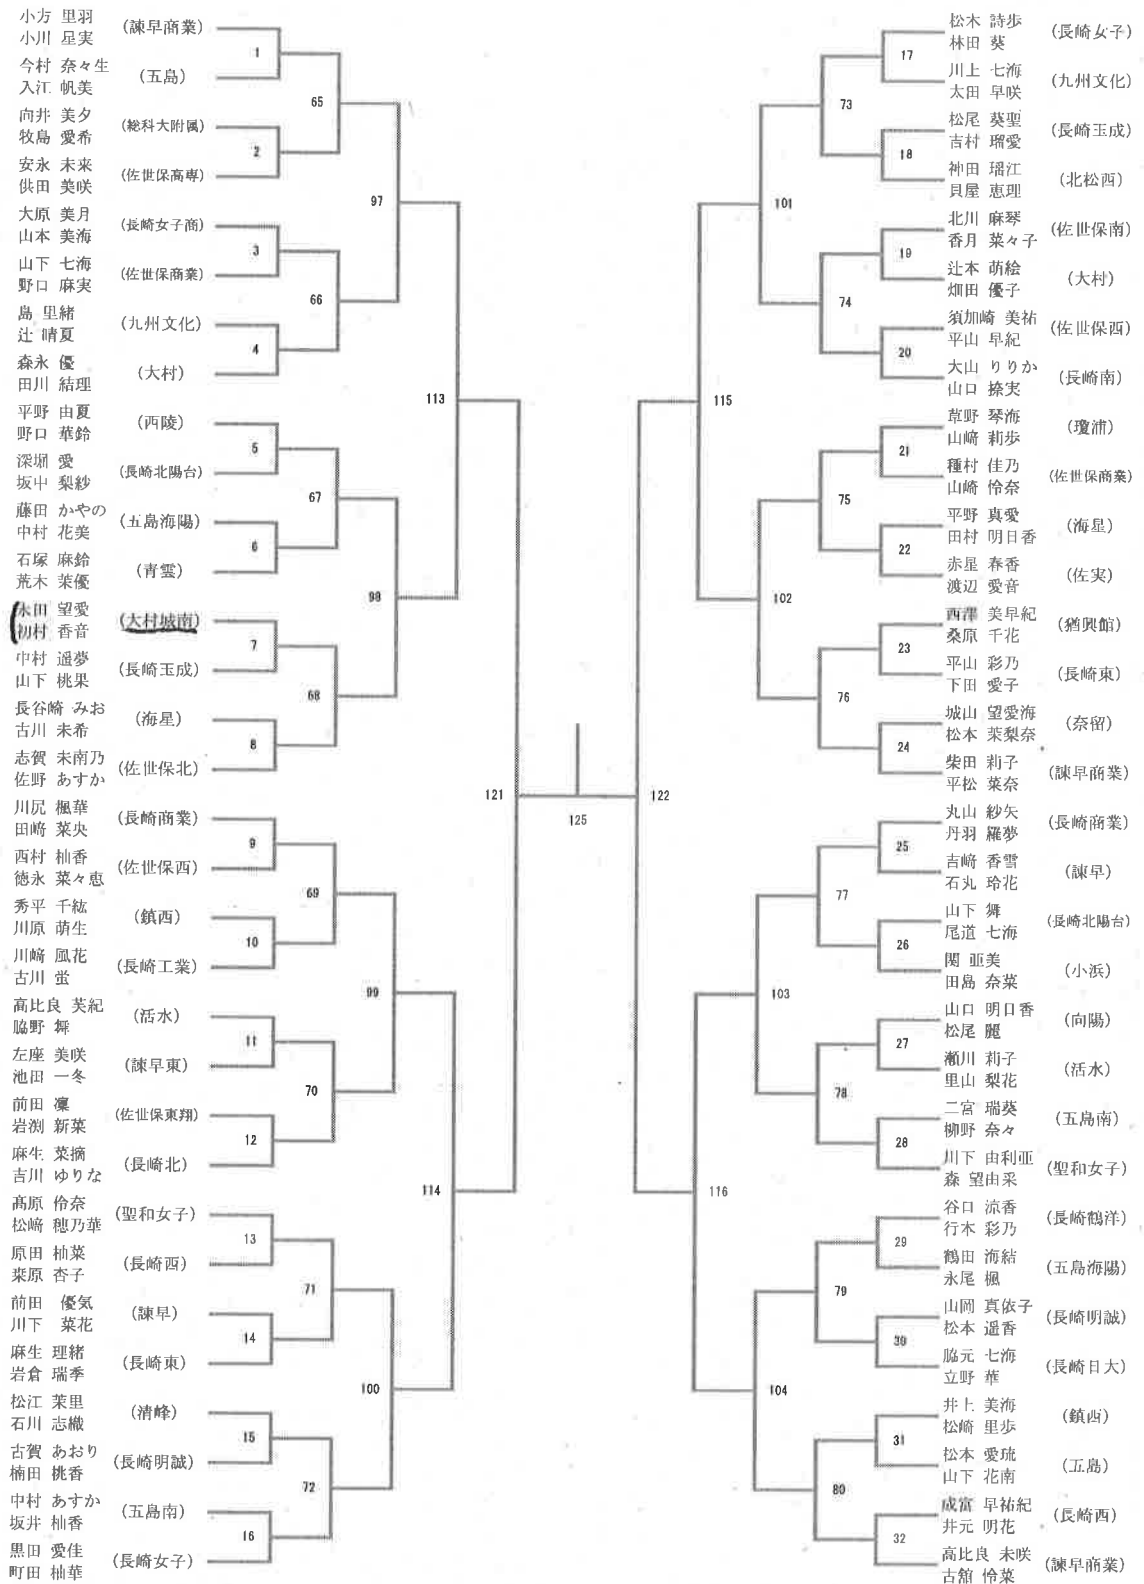 小方 里羽
小川 星実
(諫早商業)
1
今村 奈々生
入江 帆美
(五島)
65
向井 美夕
牧島 愛希
(総科大附属)
2
安永 未来
供田 美咲
(佐世保高専)
97
大原 美月
山本 美海
(長崎女子商)
3
山下 七海
野口 麻実
(佐世保商業)
66
島 里緒
辻 晴夏
(九州文化)
4
森永 優
田川 結理
(大村)
113
平野 由夏
野口 華鈴
(西陵)
5
深堀 愛
坂中 梨紗
(長崎北陽台)
67
藤田 かやの
中村 花美
(五島海陽)
6
石塚 麻鈴
荒木 茉優
(青雲)
98
永田 望愛
初村 香音
(大村城南)
7
中村 遥夢
山下 桃果
(長崎玉成)
68
長谷崎 みお
古川 未希
(海星)
8
志賀 未南乃
佐野 あすか
(佐世保北)
121
川尻 楓華
田﨑 菜央
(長崎商業)
9
西村 柚香
徳永 菜々恵
(佐世保西)
69
秀平 千紘
川原 萌生
(鎮西)
10
川﨑 風花
古川 蛍
(長崎工業)
99
高比良 芙紀
脇野 舞
(活水)
11
左座 美咲
池田 一冬
(諫早東)
70
前田 凜
岩渕 新菜
(佐世保東翔)
12
麻生 菜摘
吉川 ゆりな
(長崎北)
114
髙原 伶奈
松﨑 穂乃華
(聖和女子)
13
原田 柚菜
栞原 杏子
(長崎西)
71
前田 優気
川下 菜花
(諫早)
14
麻生 理緒
岩倉 瑞季
(長崎東)
100
松江 茉里
石川 志織
(清峰)
15
古賀 あおり
楠田 桃香
(長崎明誠)
72
中村 あすか
坂井 柚香
(五島南)
16
黒田 愛佳
町田 柚華
(長崎女子)
125
松木 詩歩
林田 葵
(長崎女子)
17
川上 七海
太田 早咲
(九州文化)
73
松尾 葵聖
吉村 瑠愛
(長崎玉成)
18
神田 瑶江
貝屋 恵理
(北松西)
101
北川 麻琴
香月 菜々子
(佐世保南)
19
辻本 萌絵
畑田 優子
(大村)
74
須加崎 美祐
平山 早紀
(佐世保西)
20
大山 りりか
山口 捺実
(長崎南)
115
草野 琴海
山﨑 莉歩
(瓊浦)
21
種村 佳乃
山崎 怜奈
(佐世保商業)
75
平野 真愛
田村 明日香
(海星)
22
赤星 春香
渡辺 愛音
(佐実)
102
西澤 美早紀
桑原 千花
(猶興館)
23
平山 彩乃
下田 愛子
(長崎東)
76
城山 望愛海
松本 茉梨奈
(奈留)
24
柴田 莉子
平松 菜奈
(諫早商業)
122
丸山 紗矢
丹羽 羅夢
(長崎商業)
25
吉﨑 香雪
石丸 玲花
(諫早)
77
山下 舞
尾道 七海
(長崎北陽台)
26
関 亜美
田島 奈菜
(小浜)
103
山口 明日香
松尾 麗
(向陽)
27
瀬川 莉子
里山 梨花
(活水)
78
二宮 瑞葵
柳野 奈々
(五島南)
28
川下 由利亜
森 望由采
(聖和女子)
116
谷口 涼香
行木 彩乃
(長崎鶴洋)
29
鶴田 海結
永尾 楓
(五島海陽)
79
山岡 真依子
松本 遥香
(長崎明誠)
30
脇元 七海
立野 華
(長崎日大)
104
井上 美海
松崎 里歩
(鎮西)
31
松本 愛琉
山下 花南
(五島)
80
成富 早祐紀
井元 明花
(長崎西)
32
高比良 未咲
古舘 怜菜
(諫早商業)